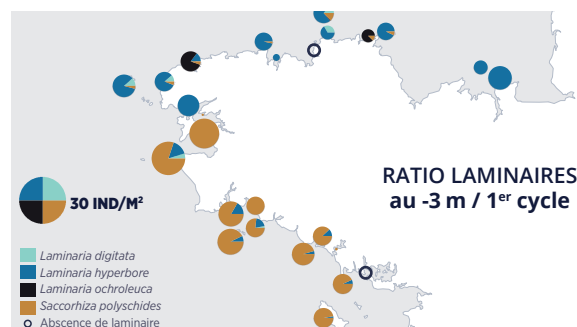 RATIO LAMINAIRES
au -3 m / 1er cycle
30 IND/M²
Laminaria digitata
Laminaria hyperbore
Laminaria ochroleuca
Saccorhiza polyschides
Abscence de laminaire